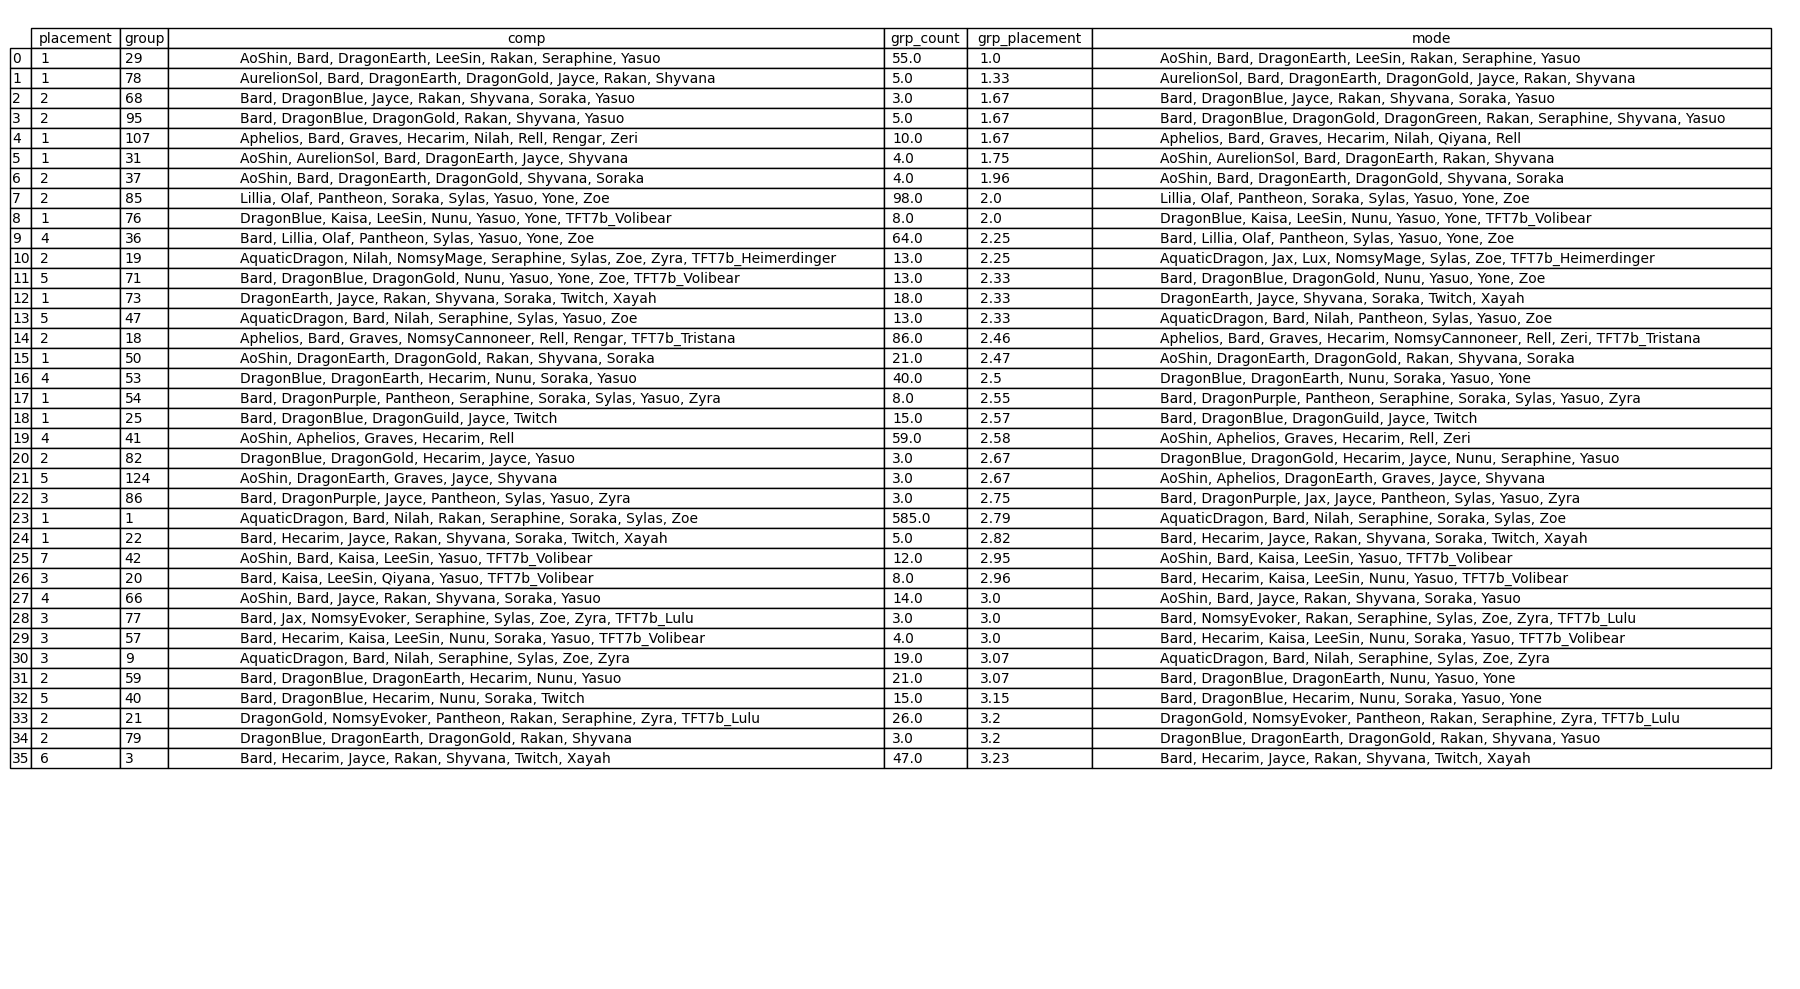 placement group comp grp_count grp_placement mode
0 1 29 AoShin, Bard, DragonEarth, LeeSin, Rakan, Seraphine, Yasuo 55.0 1.0 AoShin, Bard, DragonEarth, LeeSin, Rakan, Seraphine, Yasuo
1 1 78 AurelionSol, Bard, DragonEarth, DragonGold, Jayce, Rakan, Shyvana 5.0 1.33 AurelionSol, Bard, DragonEarth, DragonGold, Jayce, Rakan, Shyvana
2 2 68 Bard, DragonBlue, Jayce, Rakan, Shyvana, Soraka, Yasuo 3.0 1.67 Bard, DragonBlue, Jayce, Rakan, Shyvana, Soraka, Yasuo
3 2 95 Bard, DragonBlue, DragonGold, Rakan, Shyvana, Yasuo 5.0 1.67 Bard, DragonBlue, DragonGold, DragonGreen, Rakan, Seraphine, Shyvana, Yasuo
4 1 107 Aphelios, Bard, Graves, Hecarim, Nilah, Rell, Rengar, Zeri 10.0 1.67 Aphelios, Bard, Graves, Hecarim, Nilah, Qiyana, Rell
5 1 31 AoShin, AurelionSol, Bard, DragonEarth, Jayce, Shyvana 4.0 1.75 AoShin, AurelionSol, Bard, DragonEarth, Rakan, Shyvana
6 2 37 AoShin, Bard, DragonEarth, DragonGold, Shyvana, Soraka 4.0 1.96 AoShin, Bard, DragonEarth, DragonGold, Shyvana, Soraka
7 2 85 Lillia, Olaf, Pantheon, Soraka, Sylas, Yasuo, Yone, Zoe 98.0 2.0 Lillia, Olaf, Pantheon, Soraka, Sylas, Yasuo, Yone, Zoe
8 1 76 DragonBlue, Kaisa, LeeSin, Nunu, Yasuo, Yone, TFT7b_Volibear 8.0 2.0 DragonBlue, Kaisa, LeeSin, Nunu, Yasuo, Yone, TFT7b_Volibear
9 4 36 Bard, Lillia, Olaf, Pantheon, Sylas, Yasuo, Yone, Zoe 64.0 2.25 Bard, Lillia, Olaf, Pantheon, Sylas, Yasuo, Yone, Zoe
10 2 19 AquaticDragon, Nilah, NomsyMage, Seraphine, Sylas, Zoe, Zyra, TFT7b_Heimerdinger 13.0 2.25 AquaticDragon, Jax, Lux, NomsyMage, Sylas, Zoe, TFT7b_Heimerdinger
11 5 71 Bard, DragonBlue, DragonGold, Nunu, Yasuo, Yone, Zoe, TFT7b_Volibear 13.0 2.33 Bard, DragonBlue, DragonGold, Nunu, Yasuo, Yone, Zoe
12 1 73 DragonEarth, Jayce, Rakan, Shyvana, Soraka, Twitch, Xayah 18.0 2.33 DragonEarth, Jayce, Shyvana, Soraka, Twitch, Xayah
13 5 47 AquaticDragon, Bard, Nilah, Seraphine, Sylas, Yasuo, Zoe 13.0 2.33 AquaticDragon, Bard, Nilah, Pantheon, Sylas, Yasuo, Zoe
14 2 18 Aphelios, Bard, Graves, NomsyCannoneer, Rell, Rengar, TFT7b_Tristana 86.0 2.46 Aphelios, Bard, Graves, Hecarim, NomsyCannoneer, Rell, Zeri, TFT7b_Tristana
15 1 50 AoShin, DragonEarth, DragonGold, Rakan, Shyvana, Soraka 21.0 2.47 AoShin, DragonEarth, DragonGold, Rakan, Shyvana, Soraka
16 4 53 DragonBlue, DragonEarth, Hecarim, Nunu, Soraka, Yasuo 40.0 2.5 DragonBlue, DragonEarth, Nunu, Soraka, Yasuo, Yone
17 1 54 Bard, DragonPurple, Pantheon, Seraphine, Soraka, Sylas, Yasuo, Zyra 8.0 2.55 Bard, DragonPurple, Pantheon, Seraphine, Soraka, Sylas, Yasuo, Zyra
18 1 25 Bard, DragonBlue, DragonGuild, Jayce, Twitch 15.0 2.57 Bard, DragonBlue, DragonGuild, Jayce, Twitch
19 4 41 AoShin, Aphelios, Graves, Hecarim, Rell 59.0 2.58 AoShin, Aphelios, Graves, Hecarim, Rell, Zeri
20 2 82 DragonBlue, DragonGold, Hecarim, Jayce, Yasuo 3.0 2.67 DragonBlue, DragonGold, Hecarim, Jayce, Nunu, Seraphine, Yasuo
21 5 124 AoShin, DragonEarth, Graves, Jayce, Shyvana 3.0 2.67 AoShin, Aphelios, DragonEarth, Graves, Jayce, Shyvana
22 3 86 Bard, DragonPurple, Jayce, Pantheon, Sylas, Yasuo, Zyra 3.0 2.75 Bard, DragonPurple, Jax, Jayce, Pantheon, Sylas, Yasuo, Zyra
23 1 1 AquaticDragon, Bard, Nilah, Rakan, Seraphine, Soraka, Sylas, Zoe 585.0 2.79 AquaticDragon, Bard, Nilah, Seraphine, Soraka, Sylas, Zoe
24 1 22 Bard, Hecarim, Jayce, Rakan, Shyvana, Soraka, Twitch, Xayah 5.0 2.82 Bard, Hecarim, Jayce, Rakan, Shyvana, Soraka, Twitch, Xayah
25 7 42 AoShin, Bard, Kaisa, LeeSin, Yasuo, TFT7b_Volibear 12.0 2.95 AoShin, Bard, Kaisa, LeeSin, Yasuo, TFT7b_Volibear
26 3 20 Bard, Kaisa, LeeSin, Qiyana, Yasuo, TFT7b_Volibear 8.0 2.96 Bard, Hecarim, Kaisa, LeeSin, Nunu, Yasuo, TFT7b_Volibear
27 4 66 AoShin, Bard, Jayce, Rakan, Shyvana, Soraka, Yasuo 14.0 3.0 AoShin, Bard, Jayce, Rakan, Shyvana, Soraka, Yasuo
28 3 77 Bard, Jax, NomsyEvoker, Seraphine, Sylas, Zoe, Zyra, TFT7b_Lulu 3.0 3.0 Bard, NomsyEvoker, Rakan, Seraphine, Sylas, Zoe, Zyra, TFT7b_Lulu
29 3 57 Bard, Hecarim, Kaisa, LeeSin, Nunu, Soraka, Yasuo, TFT7b_Volibear 4.0 3.0 Bard, Hecarim, Kaisa, LeeSin, Nunu, Soraka, Yasuo, TFT7b_Volibear
30 3 9 AquaticDragon, Bard, Nilah, Seraphine, Sylas, Zoe, Zyra 19.0 3.07 AquaticDragon, Bard, Nilah, Seraphine, Sylas, Zoe, Zyra
31 2 59 Bard, DragonBlue, DragonEarth, Hecarim, Nunu, Yasuo 21.0 3.07 Bard, DragonBlue, DragonEarth, Nunu, Yasuo, Yone
32 5 40 Bard, DragonBlue, Hecarim, Nunu, Soraka, Twitch 15.0 3.15 Bard, DragonBlue, Hecarim, Nunu, Soraka, Yasuo, Yone
33 2 21 DragonGold, NomsyEvoker, Pantheon, Rakan, Seraphine, Zyra, TFT7b_Lulu 26.0 3.2 DragonGold, NomsyEvoker, Pantheon, Rakan, Seraphine, Zyra, TFT7b_Lulu
34 2 79 DragonBlue, DragonEarth, DragonGold, Rakan, Shyvana 3.0 3.2 DragonBlue, DragonEarth, DragonGold, Rakan, Shyvana, Yasuo
35 6 3 Bard, Hecarim, Jayce, Rakan, Shyvana, Twitch, Xayah 47.0 3.23 Bard, Hecarim, Jayce, Rakan, Shyvana, Twitch, Xayah